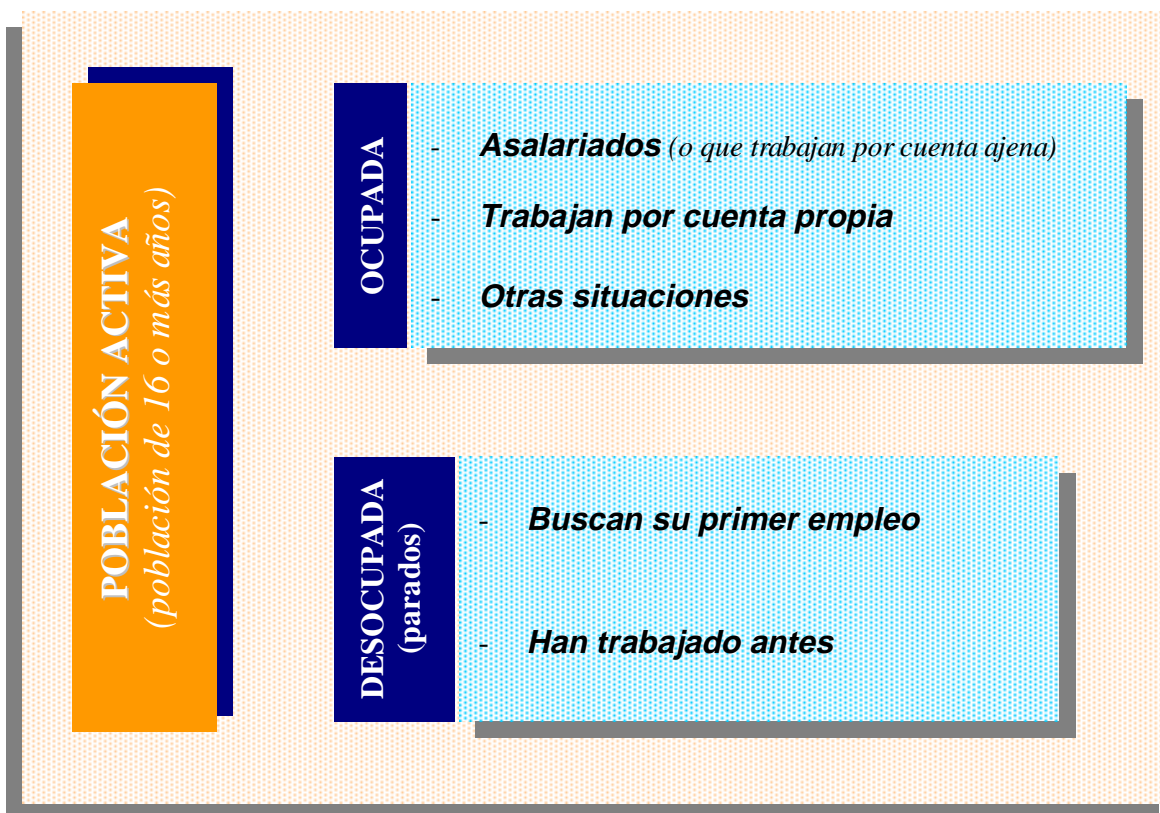 POBLACIÓN ACTIVA
(población de 16 o más años)
OCUPADA
- Asalariados (o que trabajan por cuenta ajena)
- Trabajan por cuenta propia
- Otras situaciones
DESOCUPADA
(parados)
- Buscan su primer empleo
- Han trabajado antes